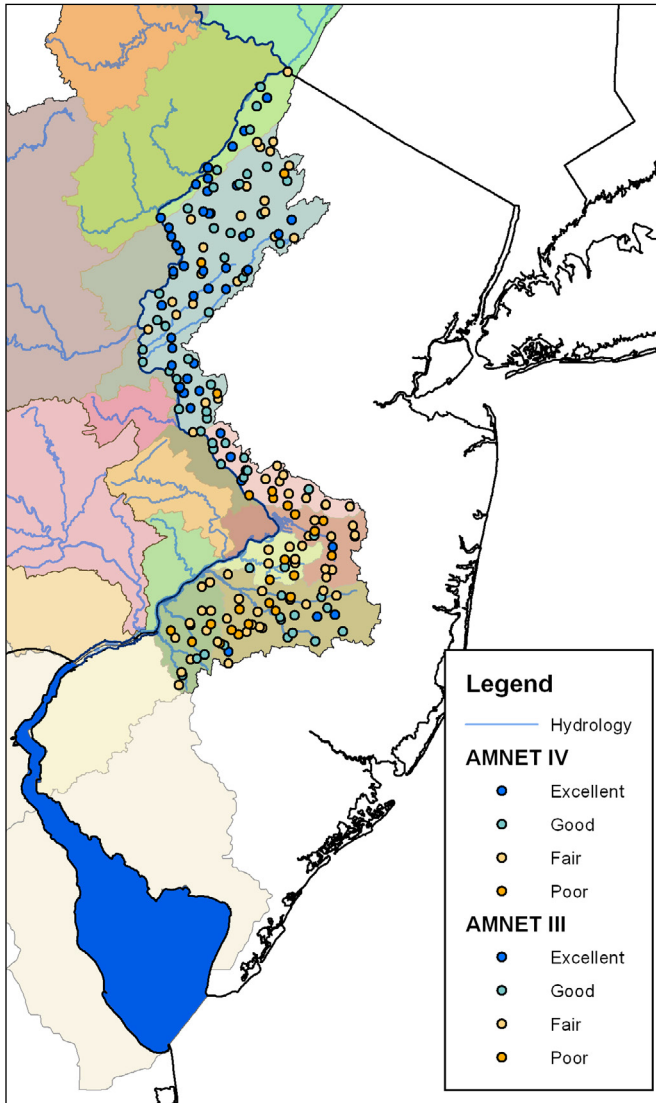 Legend
Hydrology
AMNET IV
Excellent
Good
Fair
Poor
AMNET III
Excellent
Good
Fair
Poor